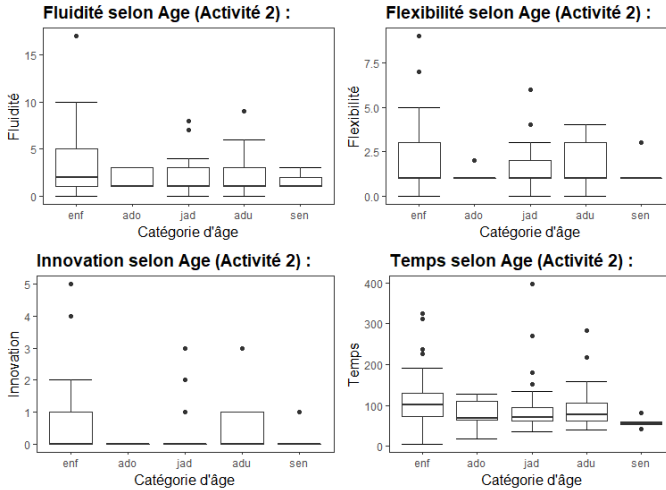 Fluidité selon Age (Activité 2) :
15
10
5
0
Fluidité
enf ado jad adu sen
Catégorie d'âge
Flexibilité selon Age (Activité 2) :
7.5
5.0
2.5
0.0
Flexibilité
enf ado jad adu sen
Catégorie d'âge
Innovation selon Age (Activité 2) :
5
4
3
2
1
0
Innovation
enf ado jad adu sen
Catégorie d'âge
Temps selon Age (Activité 2) :
400
300
200
100
0
Temps
enf ado jad adu sen
Catégorie d'âge